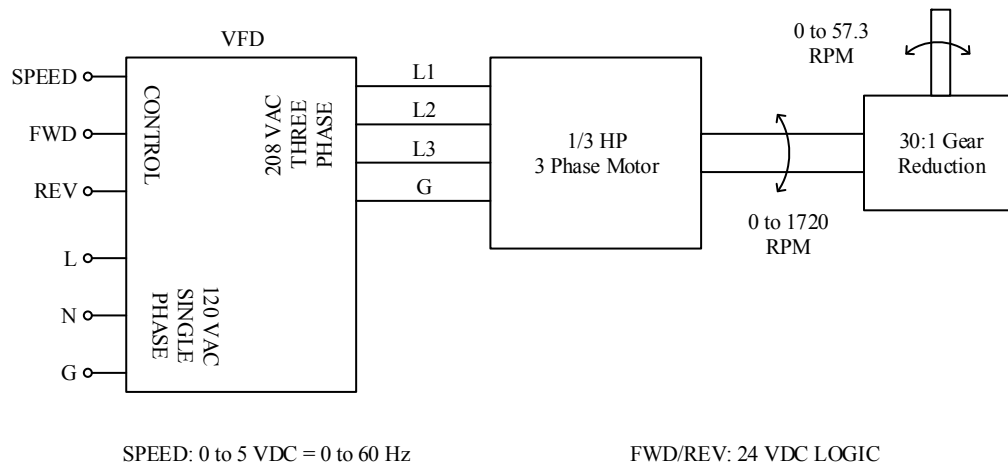 VFD
SPEED
FWD
REV
L
N
G
CONTROL
120 VAC
SINGLE
PHASE
208 VAC
THREE
PHASE
L1
L2
L3
G
1/3 HP
3 Phase Motor
0 to 1720
RPM
0 to 57.3
RPM
30:1 Gear
Reduction
SPEED: 0 to 5 VDC = 0 to 60 Hz
FWD/REV: 24 VDC LOGIC